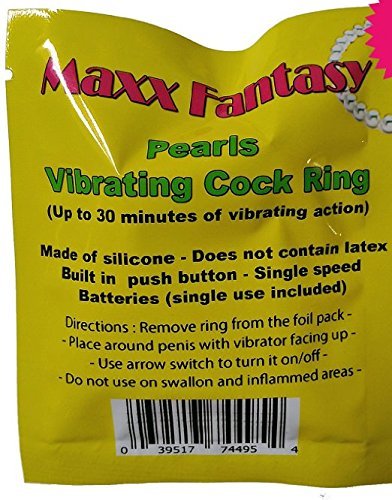 Maxx Fantasy
Pearls
Vibrating Cock Ring
(Up to 30 minutes of vibrating action)
Made of silicone - Does not contain latex
Built in push button - Single speed
Batteries (single use included)
Directions : Remove ring from the foil pack -
- Place around penis with vibrator facing up -
- Use arrow switch to turn it on/off -
- Do not use on swallon and inflammed areas -
0 39517 74495 4